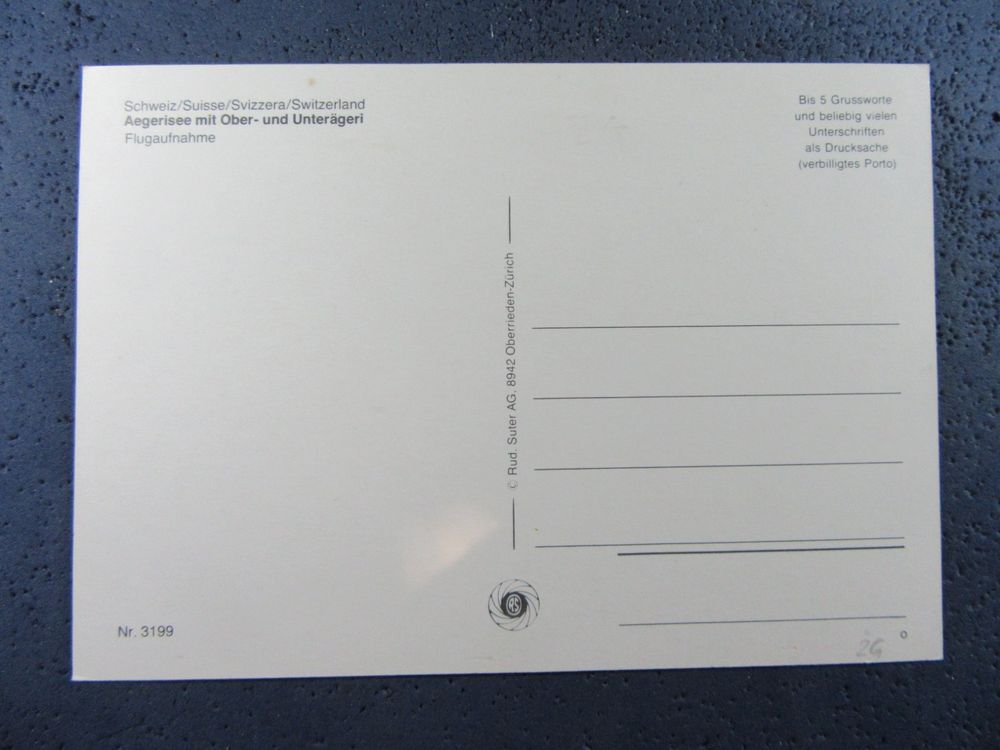 Schweiz/Suisse/Svizzera/Switzerland
Aegerisee mit Ober- und Unterägeri
Flugaufnahme
Bis 5 Grussworte
und beliebig vielen
Unterschriften
als Drucksache
(verbilligtes Porto)
© Rud. Suter AG. 8942 Oberrieden-Zürich
RS
Nr. 3199
o